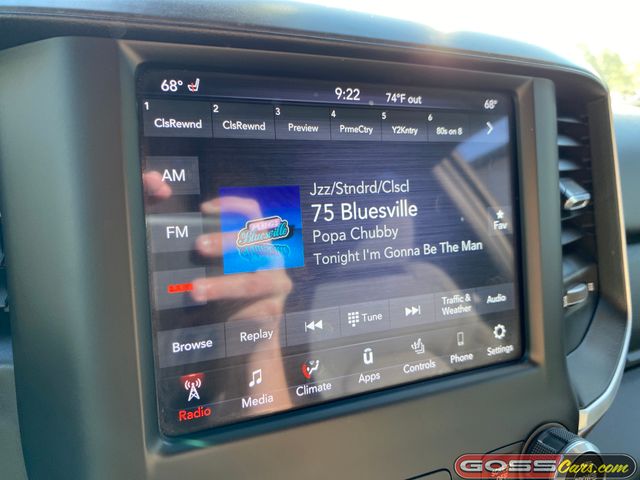 68° 9:22 74°F out 68°
1 ClsRewnd 2 ClsRewnd 3 Preview 4 PrmeCtry 5 Y2Kntry 6 80s on 8
AM
Jzz/Stndrd/Clscl
75 Bluesville
Popa Chubby
Tonight I'm Gonna Be The Man
Fav
FM
Bluesville
Browse Replay Tune Traffic & Weather Audio
Radio Media Climate Apps Controls Phone Settings
GOSSCars.com